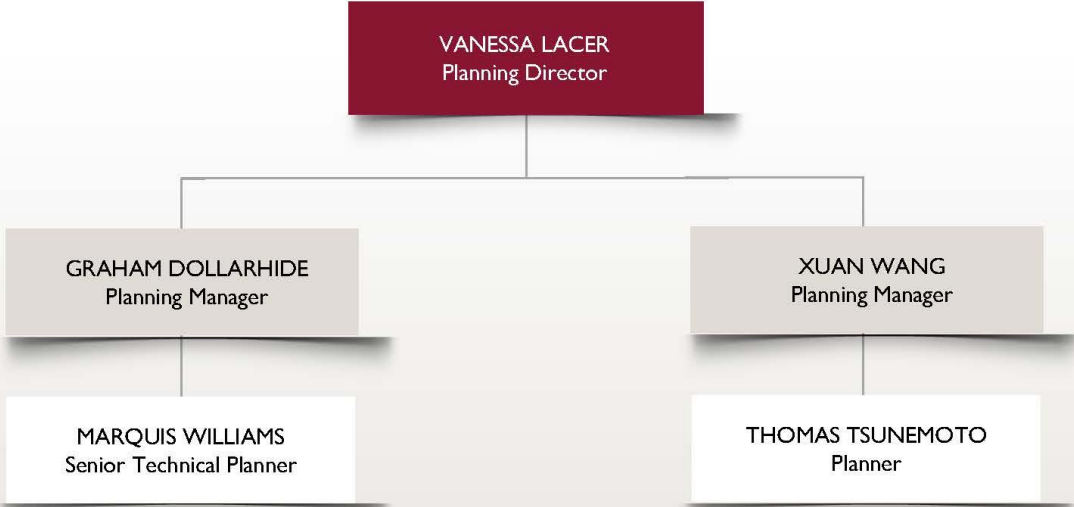 VANESSA LACER
Planning Director
GRAHAM DOLLARHIDE
Planning Manager
XUAN WANG
Planning Manager
MARQUIS WILLIAMS
Senior Technical Planner
THOMAS TSUNEMOTO
Planner